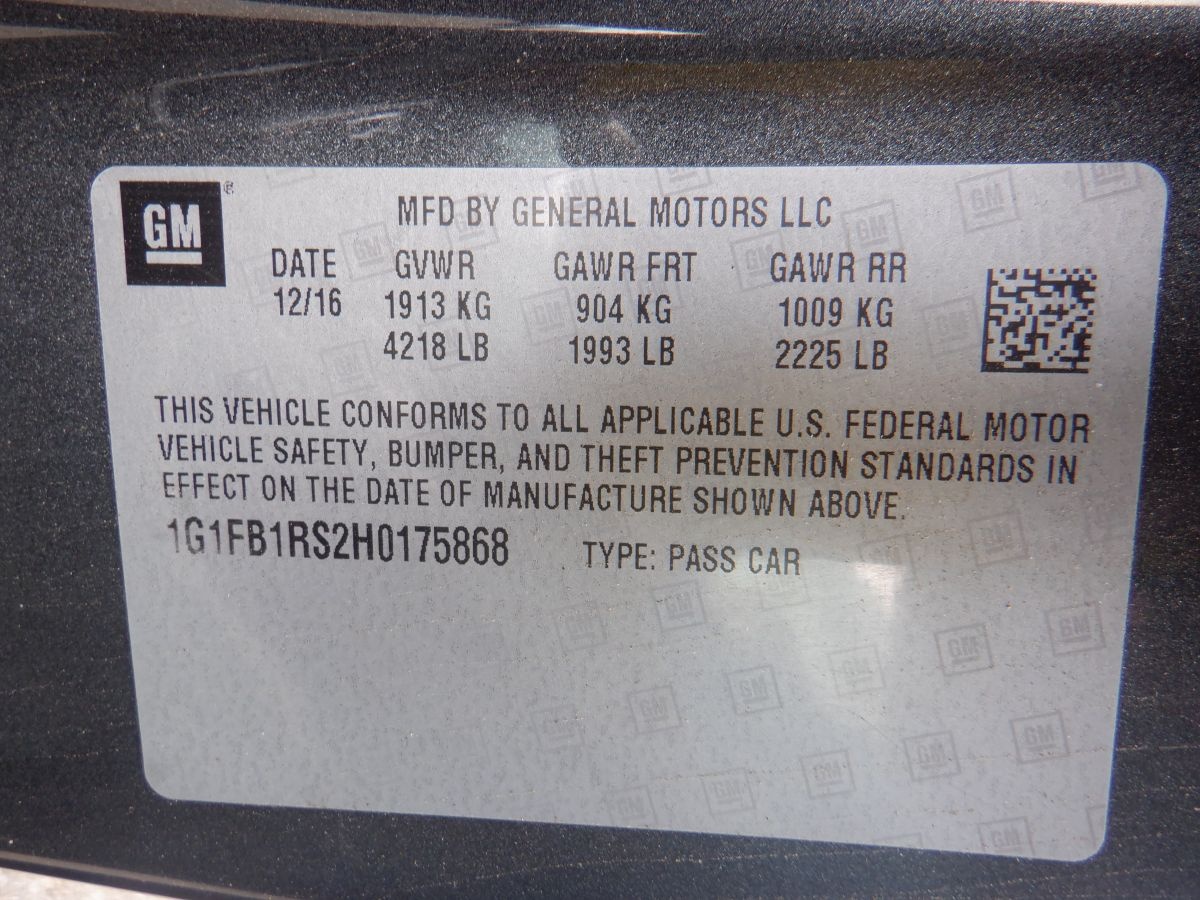 GM®
MFD BY GENERAL MOTORS LLC
DATE GVWR GAWR FRT GAWR RR
12/16 1913 KG 904 KG 1009 KG
4218 LB 1993 LB 2225 LB
THIS VEHICLE CONFORMS TO ALL APPLICABLE U.S. FEDERAL MOTOR
VEHICLE SAFETY, BUMPER, AND THEFT PREVENTION STANDARDS IN
EFFECT ON THE DATE OF MANUFACTURE SHOWN ABOVE.
1G1FB1RS2H0175868 TYPE: PASS CAR